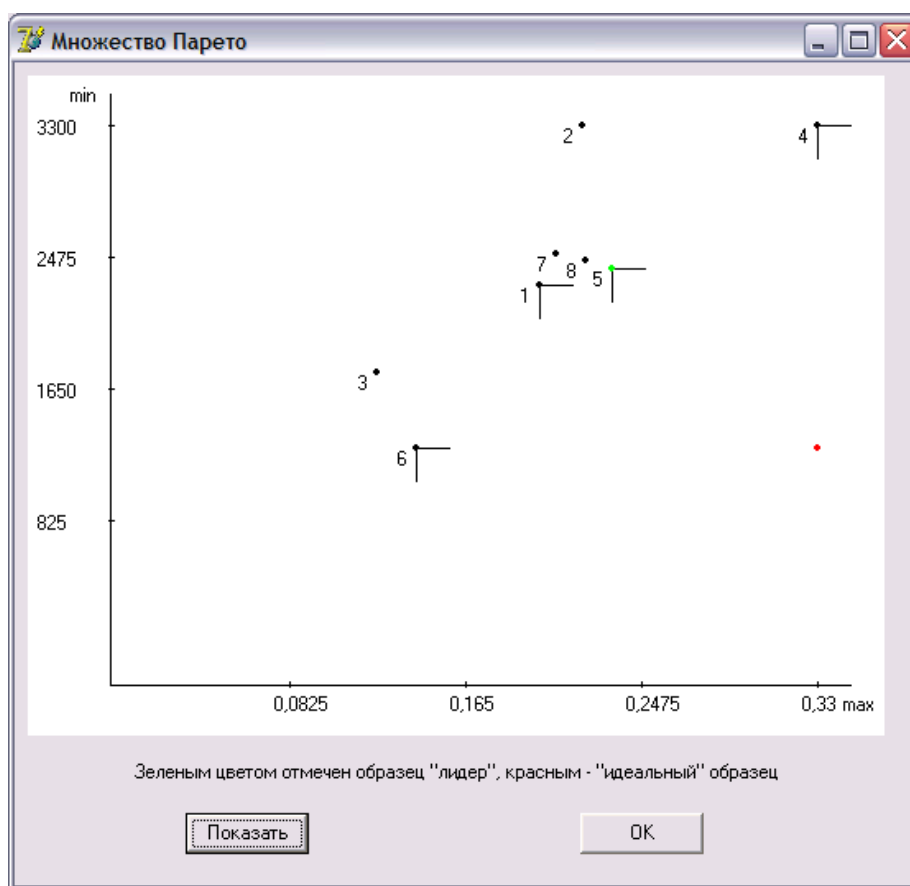 Множество Парето
min
3300
2
4
2475
7
8
5
1
1650
3
6
825
0,0825
0,165
0,2475
0,33 max
Зеленым цветом отмечен образец "лидер", красным - "идеальный" образец
Показать
OK